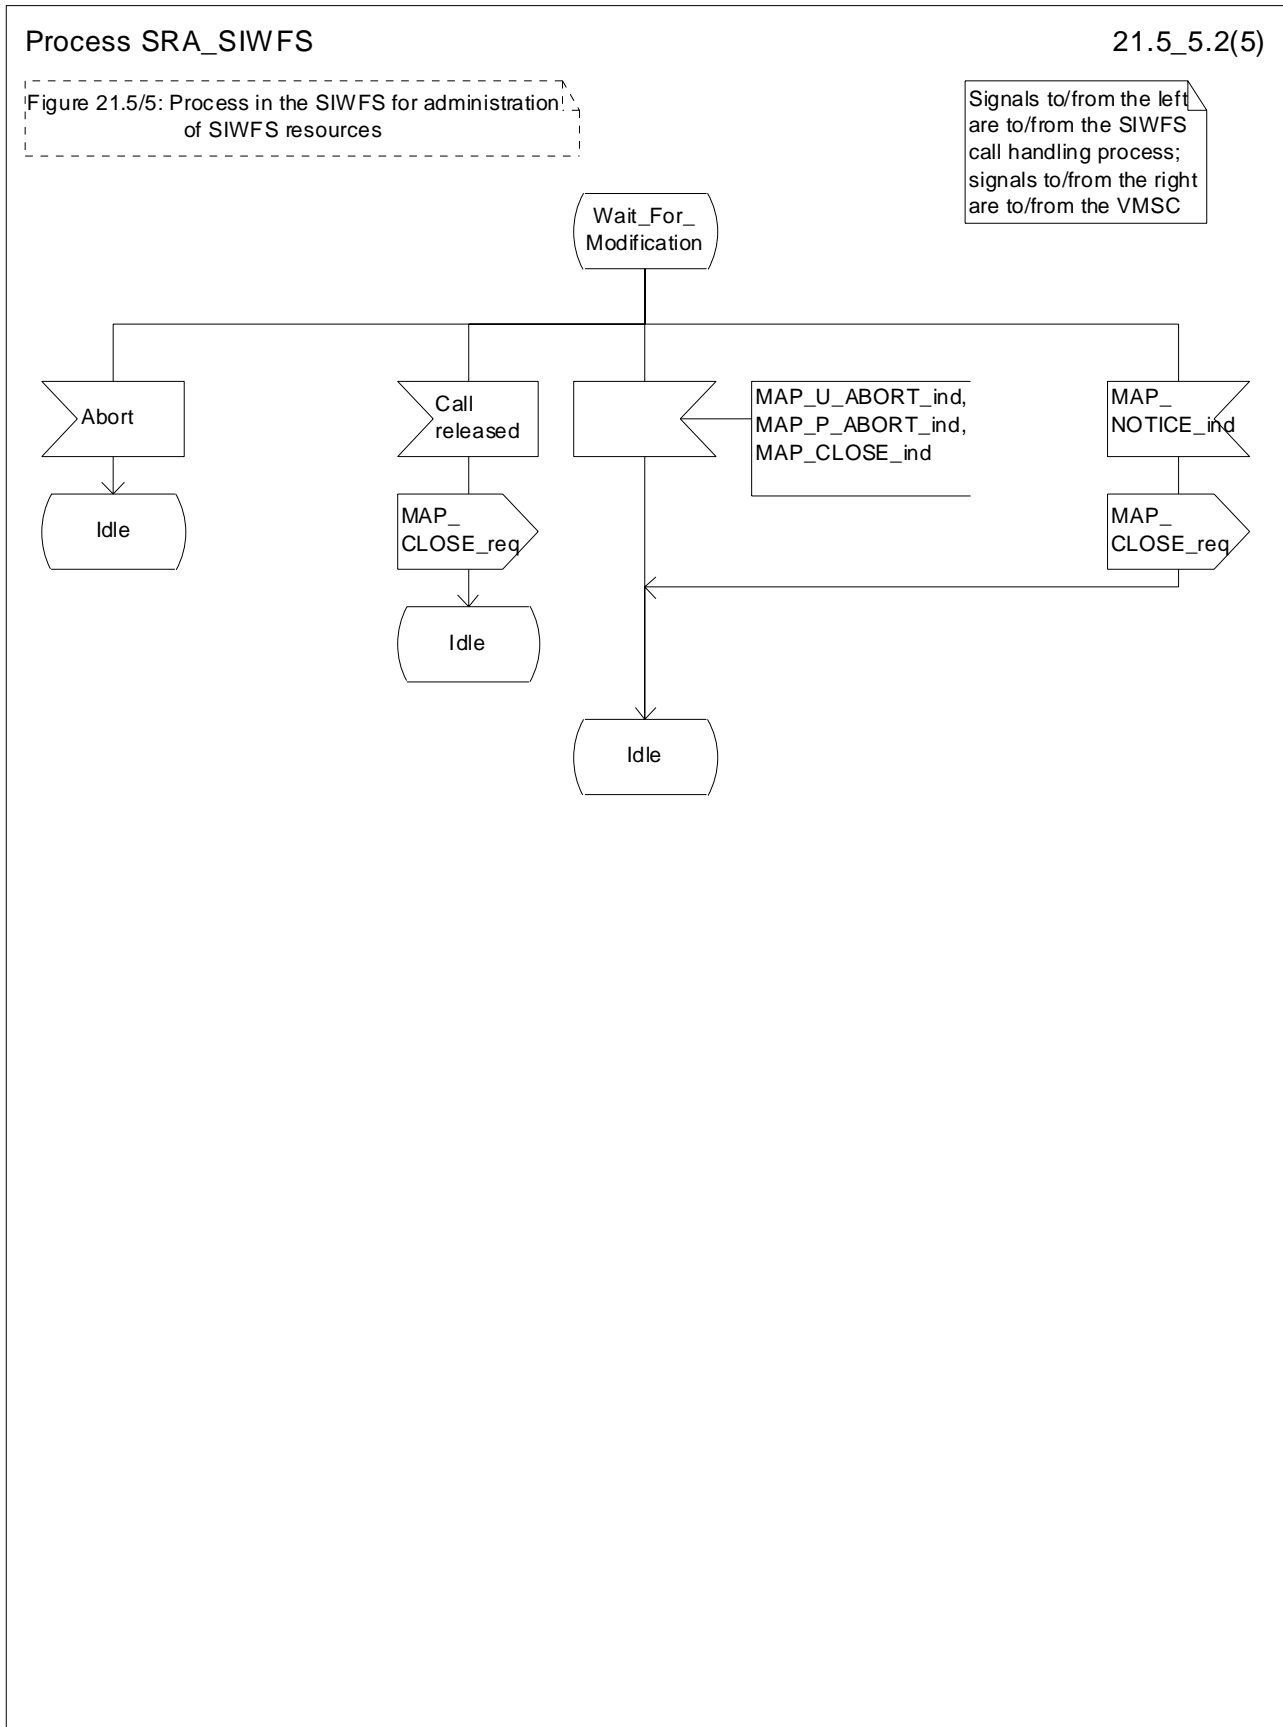 Process SRA_SIWFS
21.5_5.2(5)
Figure 21.5/5: Process in the SIWFS for administration
of SIWFS resources
Signals to/from the left
are to/from the SIWFS
call handling process;
signals to/from the right
are to/from the VMSC
Wait_For_
Modification
Abort
Call
released
MAP_U_ABORT_ind,
MAP_P_ABORT_ind,
MAP_CLOSE_ind
MAP_
NOTICE_ind
Idle
MAP_
CLOSE_req
MAP_
CLOSE_req
Idle
Idle